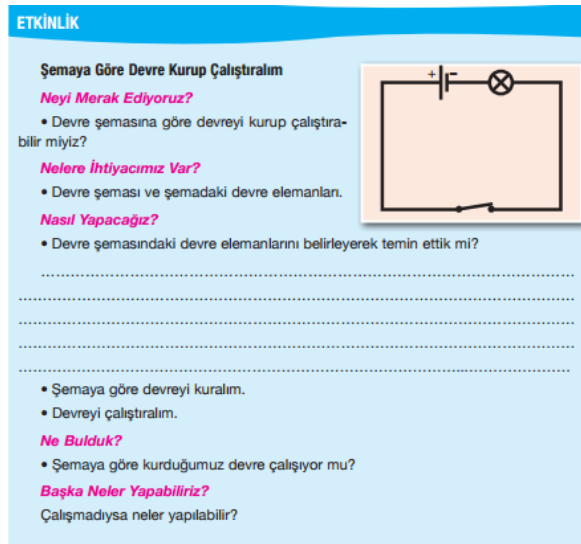 ETKİNLİK
Şemaya Göre Devre Kurup Çalıştıralım
Neyi Merak Ediyoruz?
• Devre şemasına göre devreyi kurup çalıştıra-
bilir miyiz?
Nelere İhtiyacımız Var?
• Devre şeması ve şemadaki devre elemanları.
Nasıl Yapacağız?
• Devre şemasındaki devre elemanlarını belirleyerek temin ettik mi?
• Şemaya göre devreyi kuralım.
• Devreyi çalıştıralım.
Ne Bulduk?
• Şemaya göre kurduğumuz devre çalışıyor mu?
Başka Neler Yapabiliriz?
Çalışmadıysa neler yapılabilir?
+ -